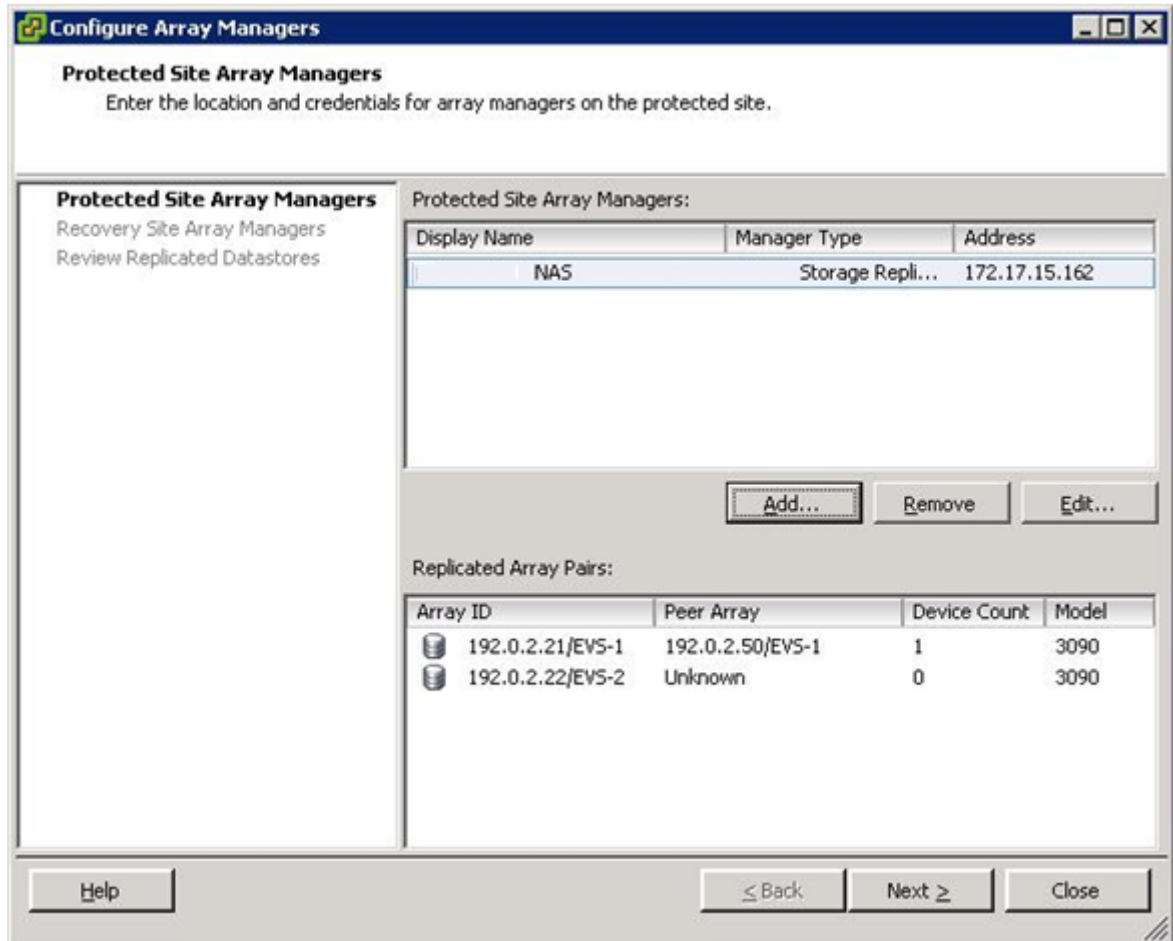 Configure Array Managers
Protected Site Array Managers
Enter the location and credentials for array managers on the protected site.
Protected Site Array Managers
Recovery Site Array Managers
Review Replicated Datastores
Protected Site Array Managers:
Display Name Manager Type Address
NAS Storage Repli... 172.17.15.162
Add... Remove Edit...
Replicated Array Pairs:
Array ID Peer Array Device Count Model
192.0.2.21/EVS-1 192.0.2.50/EVS-1 1 3090
192.0.2.22/EVS-2 Unknown 0 3090
Help < Back Next > Close